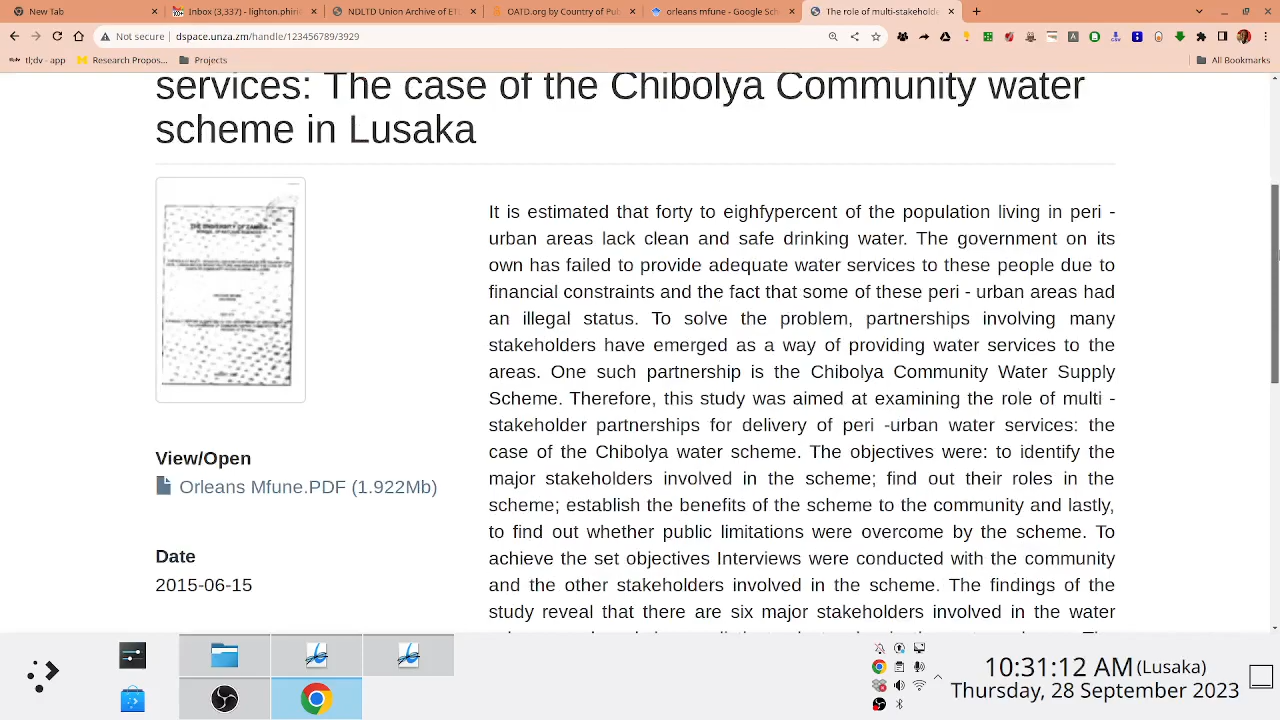 New Tab
Inbox (3,337) - lighton.phiri
NDLTD Union Archive of ETD
OATD.org by Country of Pub
orleans mfune - Google Sch
The role of multi-stakehold
Not secure | dspace.unza.zm/handle/123456789/3929
tl;dv - app
Research Propos...
Projects
All Bookmarks
services: The case of the Chibolya Community water
scheme in Lusaka
THE UNIVERSITY OF ZAMBIA
It is estimated that forty to eighfypercent of the population living in peri -
urban areas lack clean and safe drinking water. The government on its
own has failed to provide adequate water services to these people due to
financial constraints and the fact that some of these peri - urban areas had
an illegal status. To solve the problem, partnerships involving many
stakeholders have emerged as a way of providing water services to the
areas. One such partnership is the Chibolya Community Water Supply
Scheme. Therefore, this study was aimed at examining the role of multi -
stakeholder partnerships for delivery of peri -urban water services: the
case of the Chibolya water scheme. The objectives were: to identify the
major stakeholders involved in the scheme; find out their roles in the
scheme; establish the benefits of the scheme to the community and lastly,
to find out whether public limitations were overcome by the scheme. To
achieve the set objectives Interviews were conducted with the community
and the other stakeholders involved in the scheme. The findings of the
study reveal that there are six major stakeholders involved in the water
View/Open
Orleans Mfune.PDF (1.922Mb)
Date
2015-06-15
10:31:12 AM (Lusaka)
Thursday, 28 September 2023